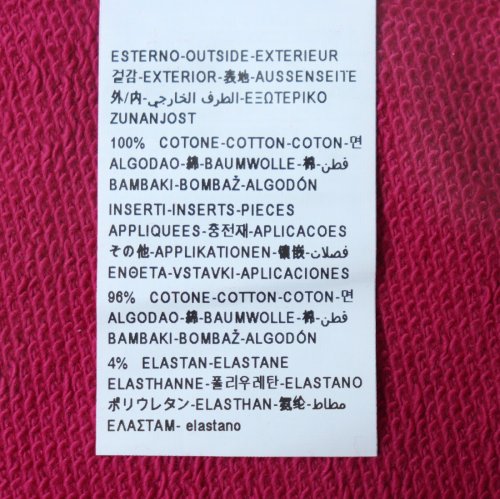 ESTERNO-OUTSIDE-EXTERIEUR
겉감-EXTERIOR-表地-AUSSENSEITE
外/内-الطرف الخارجي-ΕΞΩΤΕΡΙΚΟ
ZUNANJOST
100% COTONE-COTTON-COTON-면
ALGODAO-綿-BAUMWOLLE-棉-قطن-
BAMBAKI-BOMBAŽ-ALGODÓN
INSERTI-INSERTS-PIECES
APPLIQUEES-충전재-APLICACOES
その他-APPLIKATIONEN-镶嵌-فصلات-
ΕΝΘΕΤΑ-VSTAVKI-APLICACIONES
96% COTONE-COTTON-COTON-면
ALGODAO-綿-BAUMWOLLE-棉-قطن-
BAMBAKI-BOMBAŽ-ALGODÓN
4% ELASTAN-ELASTANE
ELASTHANNE-폴리우레탄-ELASTANO
ポリウレタン-ELASTHAN-氨纶-مطاط-
ΕΛΑΣΤΑΜ- elastano